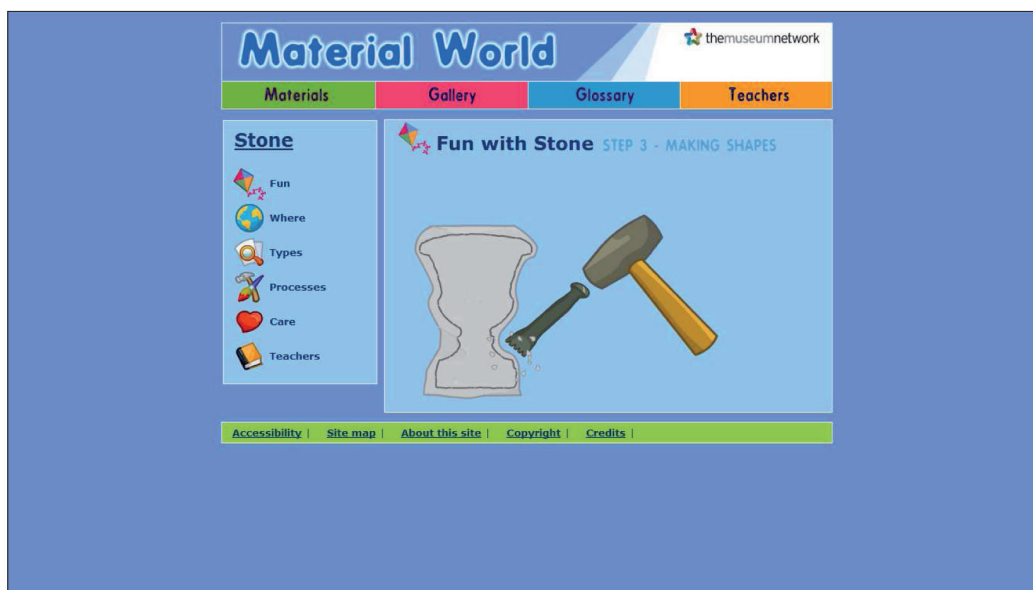 Material World
themuseumnetwork
Materials Gallery Glossary Teachers
Stone
Fun
Where
Types
Processes
Care
Teachers
Fun with Stone STEP 3 - MAKING SHAPES
Accessibility | Site map | About this site | Copyright | Credits |